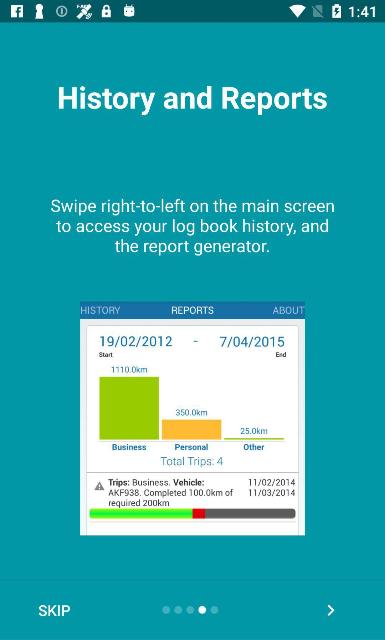 1:41
History and Reports
Swipe right-to-left on the main screen
to access your log book history, and
the report generator.
HISTORY REPORTS ABOUT
19/02/2012 - 7/04/2015
Start End
1110.0km
350.0km
25.0km
Business Personal Other
Total Trips: 4
Trips: Business. Vehicle: 11/02/2014
AKF938. Completed 100.0km of 11/03/2014
required 200km
SKIP